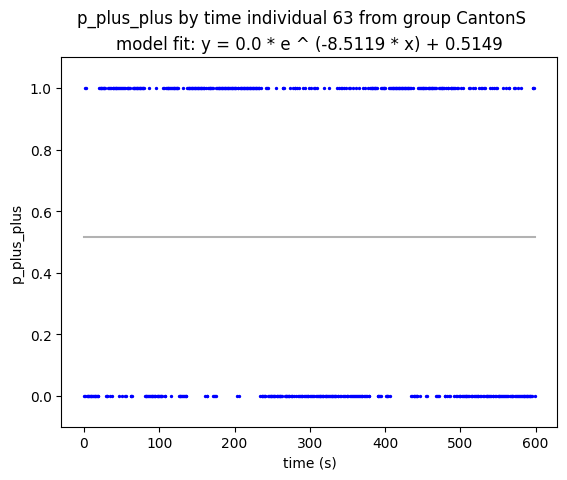 p_plus_plus by time individual 63 from group CantonS
model fit: y = 0.0 * e ^ (-8.5119 * x) + 0.5149
1.0
0.8
0.6
0.4
0.2
0.0
p_plus_plus
0 100 200 300 400 500 600
time (s)